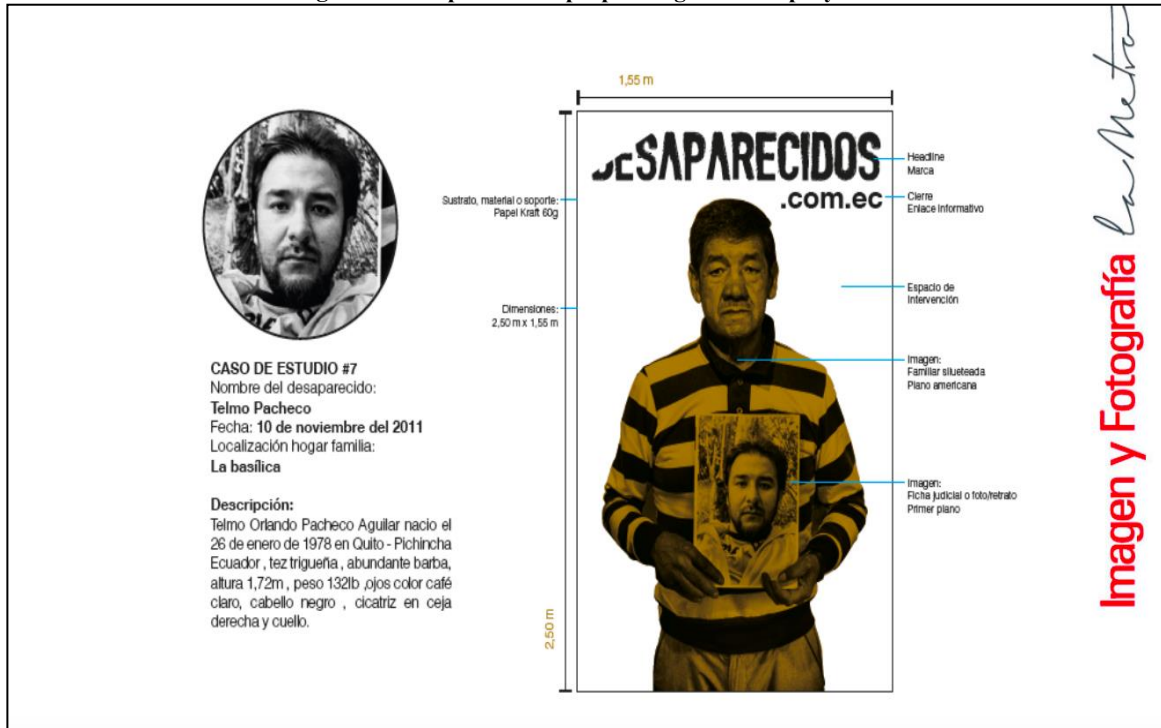 1,55 m
DESAPARECIDOS
.com.ec
Headline
Marca
Cierre
Enlace informativo
Sustrato, material o soporte:
Papel Kraft 60g
Espacio de
Intervención
Dimensiones:
2,50 m x 1,55 m
Imagen:
Familiar silueteada
Plano americana
Imagen:
Ficha judicial o foto/retrato
Primer plano
2,50 m
CASO DE ESTUDIO #7
Nombre del desaparecido:
Telmo Pacheco
Fecha: 10 de noviembre del 2011
Localización hogar familia:
La basílica
Descripción:
Telmo Orlando Pacheco Aguilar nacio el
26 de enero de 1978 en Quito - Pichincha
Ecuador , tez trigueña , abundante barba,
altura 1,72m , peso 132lb ,ojos color café
claro, cabello negro , cicatriz en ceja
derecha y cuello.
Imagen y Fotografía La Metro